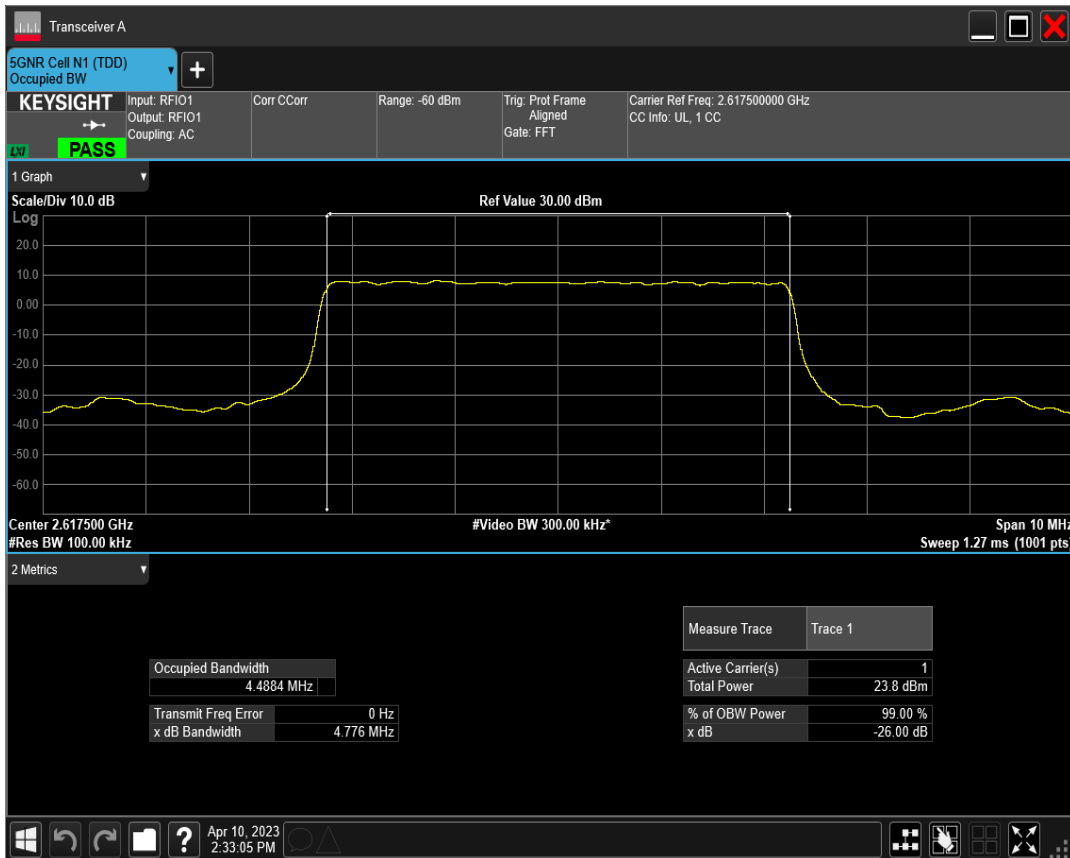 Transceiver A
5GNR Cell N1 (TDD)
Occupied BW
KEYSIGHT
LXI
PASS
Input: RFIO1
Output: RFIO1
Coupling: AC
Corr CCorr
Range: -60 dBm
Trig: Prot Frame
Aligned
Gate: FFT
Carrier Ref Freq: 2.617500000 GHz
CC Info: UL, 1 CC
1 Graph
Scale/Div 10.0 dB
Ref Value 30.00 dBm
Log
20.0
10.0
0.00
-10.0
-20.0
-30.0
-40.0
-50.0
-60.0
Center 2.617500 GHz
#Video BW 300.00 kHz*
Span 10 MHz
#Res BW 100.00 kHz
Sweep 1.27 ms (1001 pts)
2 Metrics
Measure Trace Trace 1
Occupied Bandwidth
4.4884 MHz
Active Carrier(s) 1
Total Power 23.8 dBm
Transmit Freq Error 0 Hz
x dB Bandwidth 4.776 MHz
% of OBW Power 99.00 %
x dB -26.00 dB
?
Apr 10, 2023
2:33:05 PM